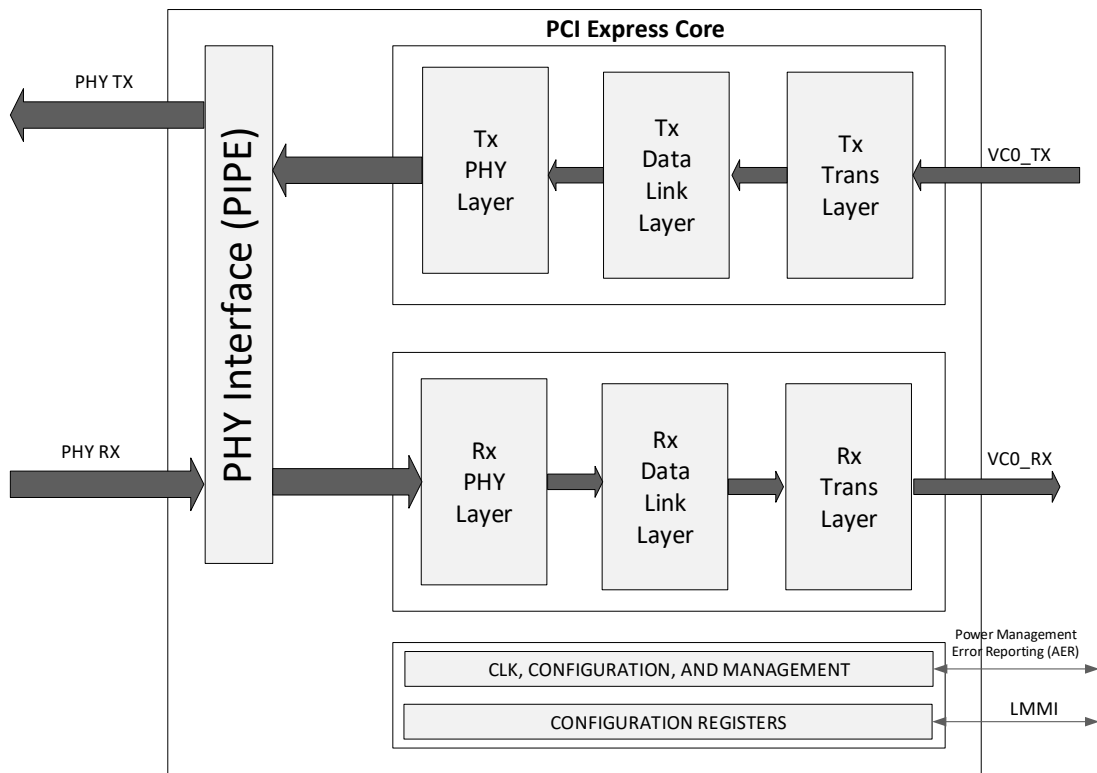 PCI Express Core
PHY TX
PHY Interface (PIPE)
Tx
PHY
Layer
Tx
Data
Link
Layer
Tx
Trans
Layer
VC0_TX
PHY RX
Rx
PHY
Layer
Rx
Data
Link
Layer
Rx
Trans
Layer
VC0_RX
Power Management
Error Reporting (AER)
CLK, CONFIGURATION, AND MANAGEMENT
CONFIGURATION REGISTERS
LMMI